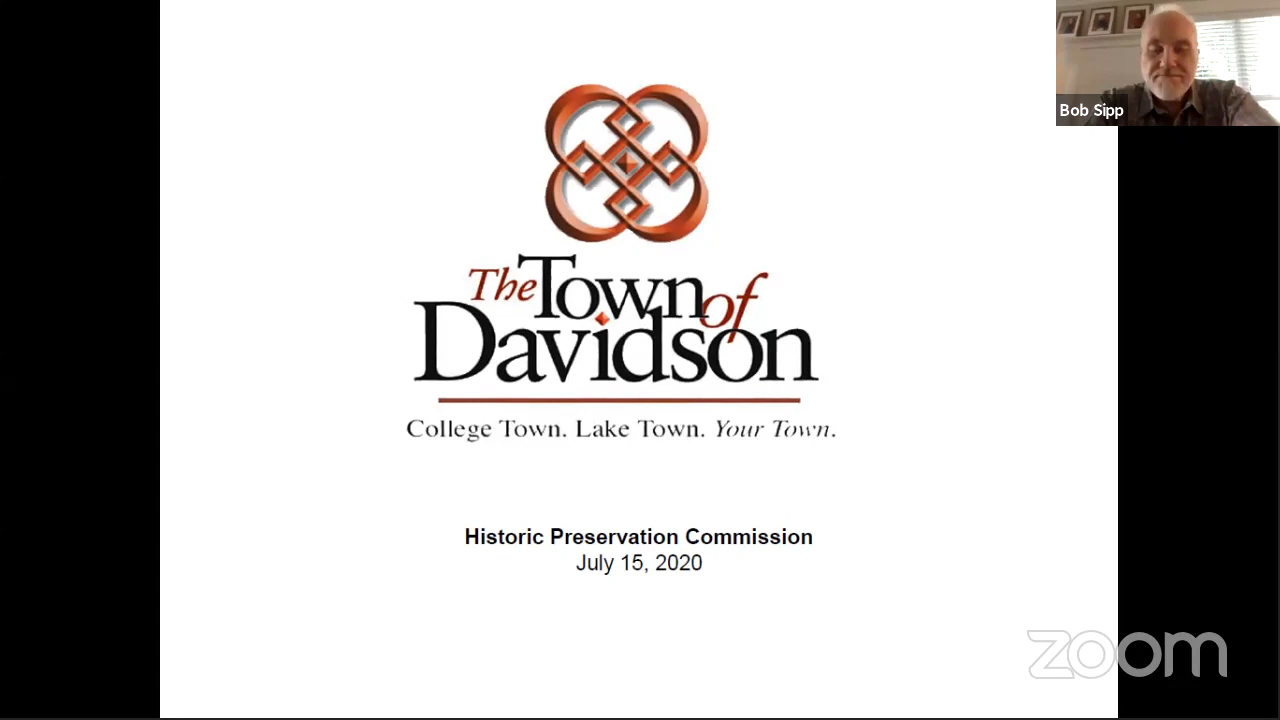 Bob Sipp
The Town of
Davidson
College Town. Lake Town. Your Town.
Historic Preservation Commission
July 15, 2020
zoom